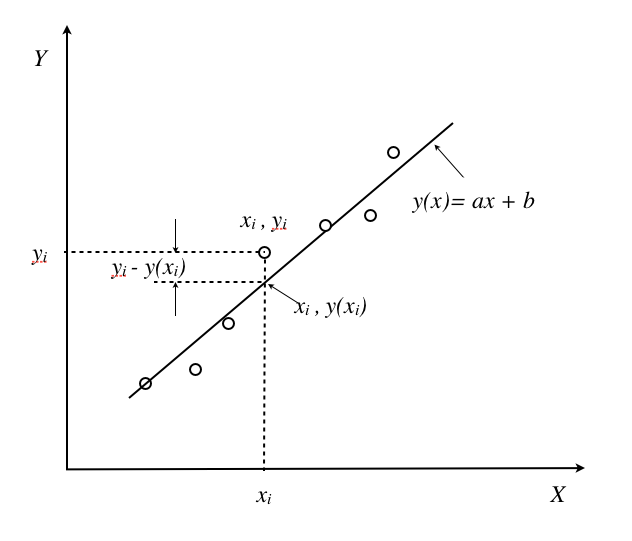 Y
y(x)= ax + b
xi , yi
yi
yi - y(xi)
xi , y(xi)
xi
X